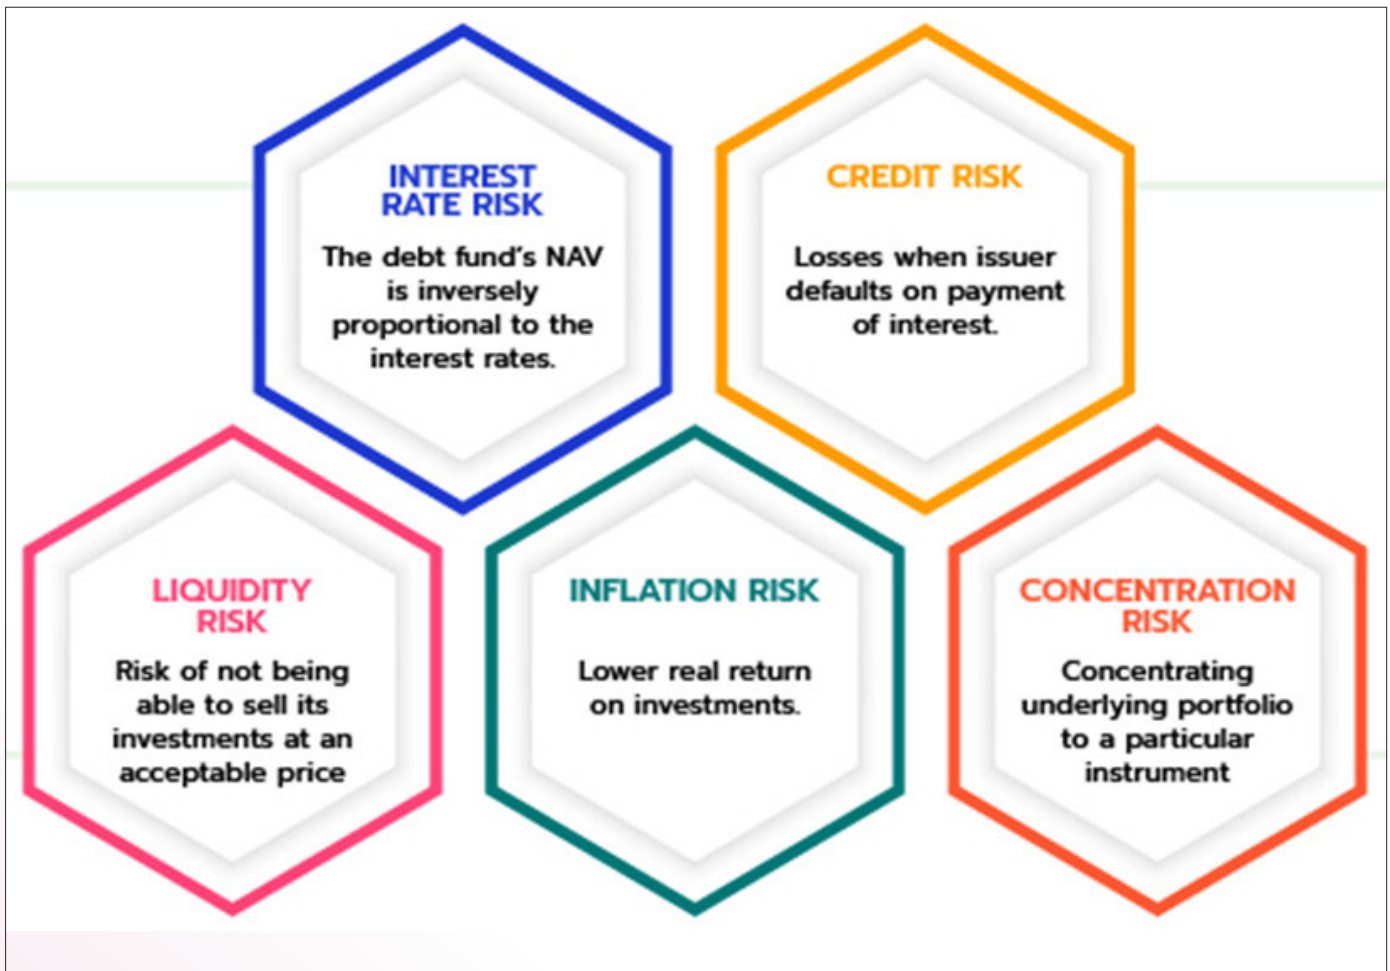 INTEREST
RATE RISK
The debt fund's NAV
is inversely
proportional to the
interest rates.
CREDIT RISK
Losses when issuer
defaults on payment
of interest.
LIQUIDITY
RISK
Risk of not being
able to sell its
investments at an
acceptable price
INFLATION RISK
Lower real return
on investments.
CONCENTRATION
RISK
Concentrating
underlying portfolio
to a particular
instrument